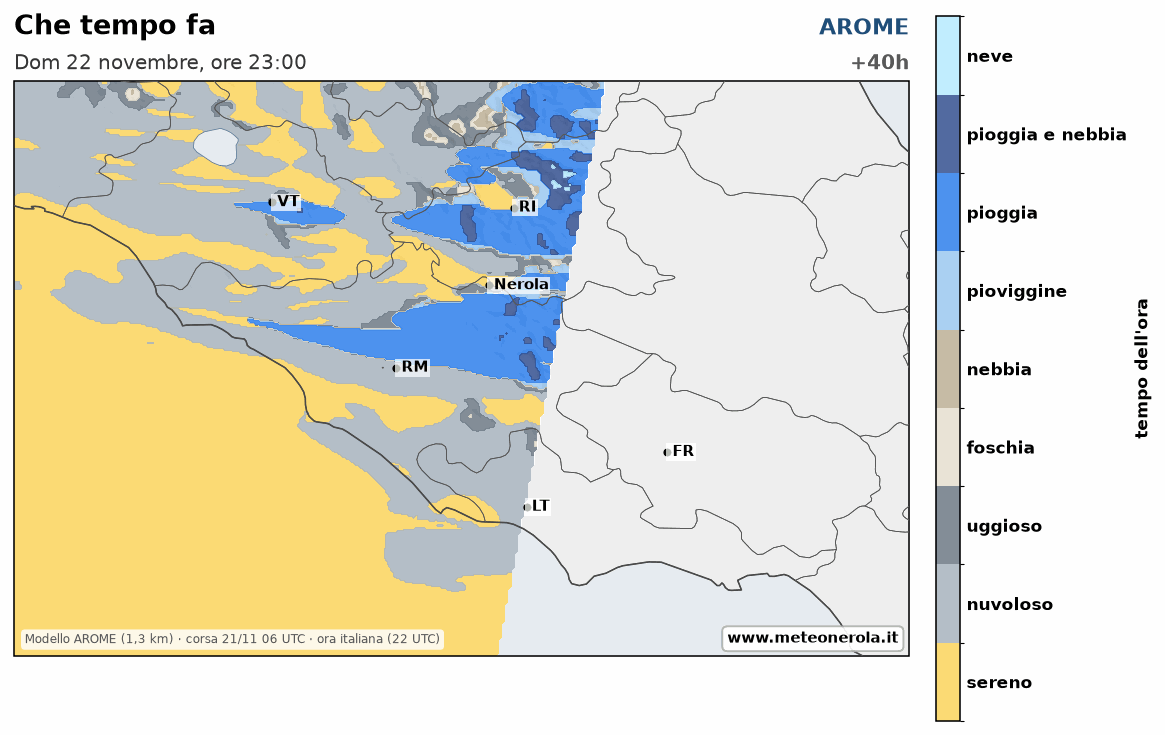 Che tempo fa
AROME
Dom 22 novembre, ore 23:00
+40h
VT
RI
Nerola
RM
FR
LT
Modello AROME (1,3 km) · corsa 21/11 06 UTC · ora italiana (22 UTC)
www.meteonerola.it
neve
pioggia e nebbia
pioggia
pioviggine
nebbia
foschia
uggioso
nuvoloso
sereno
tempo dell'ora